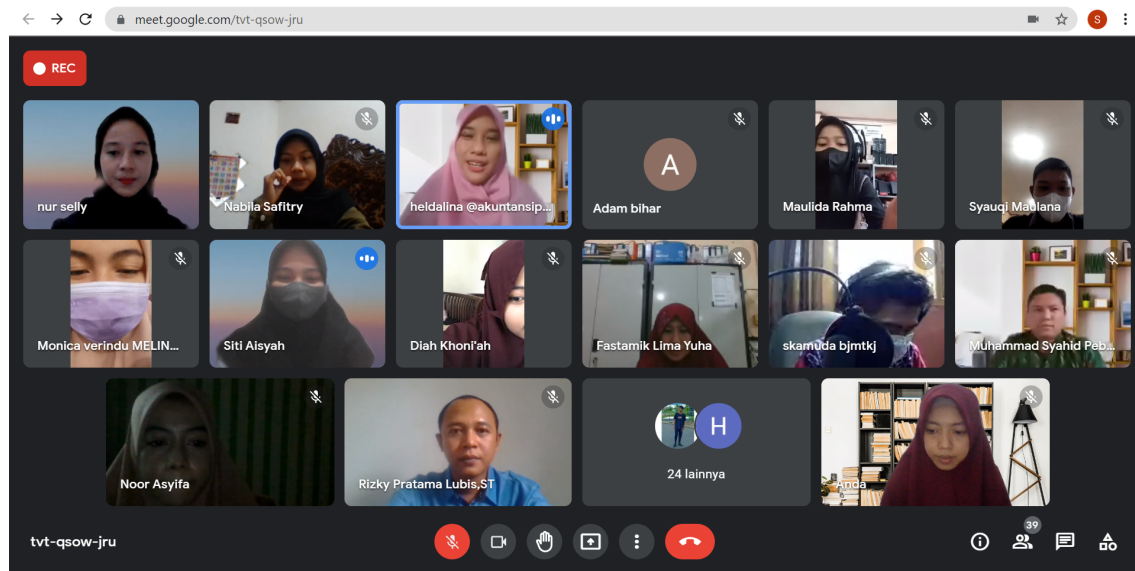 meet.google.com/tvt-qsow-jru
S
REC
nur selly
Nabila Safitry
heldalina @akuntansip...
A
Adam bihar
Maulida Rahma
Syauqi Maulana
Monica verindu MELIN...
Siti Aisyah
Diah Khoni'ah
Fastamik Lima Yuha
skamuda bjmtkj
Muhammad Syahid Peb...
Noor Asyifa
Rizky Pratama Lubis,ST
H
24 lainnya
Anda
tvt-qsow-jru
39